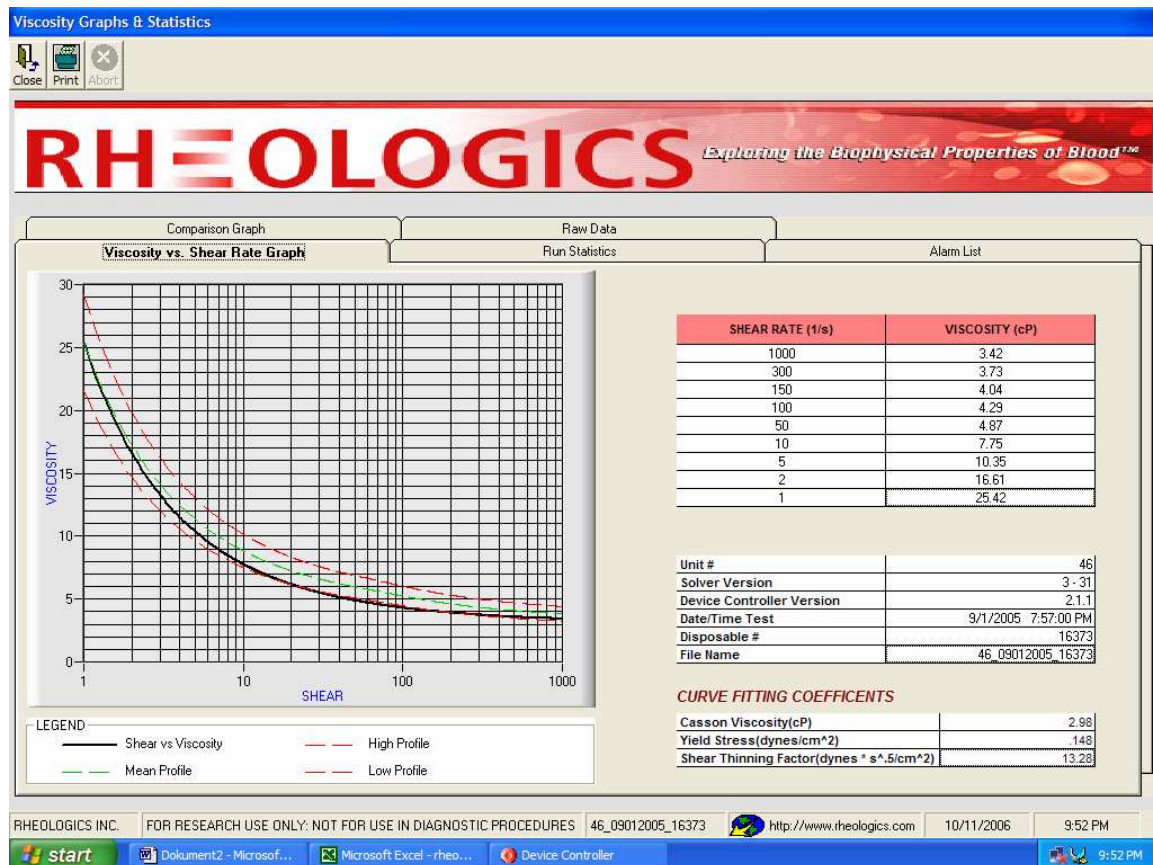 Viscosity Graphs & Statistics
Close Print Abort
RHEOLOGICS
Exploring the Biophysical Properties of Blood™
Comparison Graph Raw Data
Viscosity vs. Shear Rate Graph Run Statistics Alarm List
30
25
20
15
10
5
0
VISCOSITY
1 10 100 1000
SHEAR
LEGEND
Shear vs Viscosity High Profile
Mean Profile Low Profile
SHEAR RATE (1/s) VISCOSITY (cP)
1000 3.42
300 3.73
150 4.04
100 4.29
50 4.87
10 7.75
5 10.35
2 16.61
1 25.42
Unit # 46
Solver Version 3 - 31
Device Controller Version 2.1.1
Date/Time Test 9/1/2005 7:57:00 PM
Disposable # 16373
File Name 46_09012005_16373
CURVE FITTING COEFFICENTS
Casson Viscosity(cP) 2.98
Yield Stress(dynes/cm^2) .148
Shear Thinning Factor(dynes * s^.5/cm^2) 13.28
RHEOLOGICS INC. FOR RESEARCH USE ONLY: NOT FOR USE IN DIAGNOSTIC PROCEDURES 46_09012005_16373 http://www.rheologics.com 10/11/2006 9:52 PM
start Dokument2 - Microsof... Microsoft Excel - rheo... Device Controller 9:52 PM